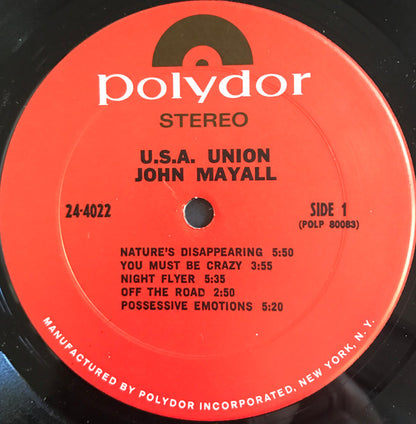 polydor
STEREO
U.S.A. UNION
JOHN MAYALL
24-4022
SIDE 1
(POLP 80083)
NATURE'S DISAPPEARING 5:50
YOU MUST BE CRAZY 3:55
NIGHT FLYER 5:35
OFF THE ROAD 2:50
POSSESSIVE EMOTIONS 5:20
MANUFACTURED BY POLYDOR INCORPORATED, NEW YORK, N.Y.